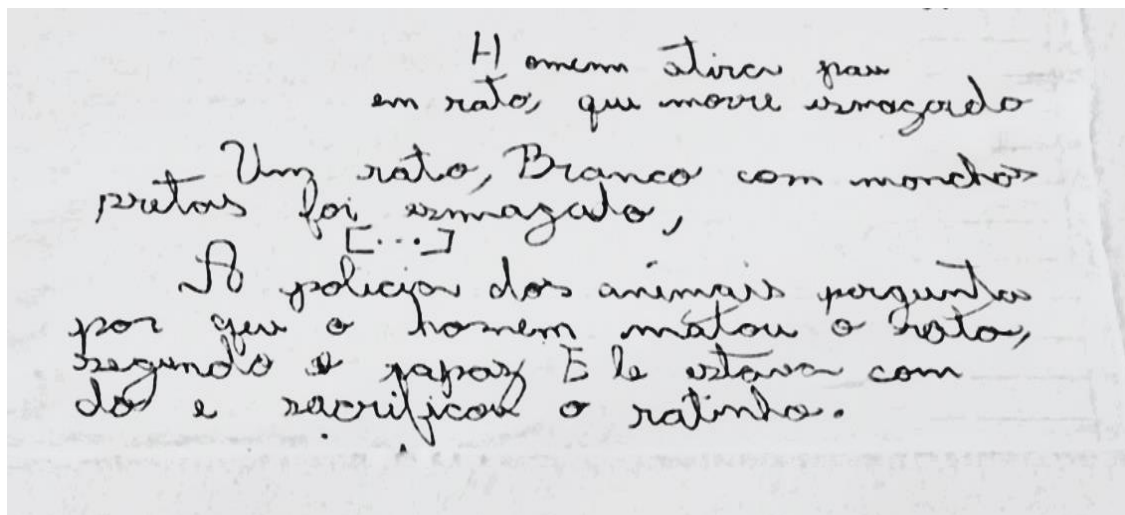 Homem atira pau
em rato, que morre esmagado
Um rato, Branco com manchas
pretas foi esmagado,
[...]
A policia dos animais pergunta
por que o homem matou o rato,
segundo o rapaz Ele estava com
dó e sacrificou o ratinho.